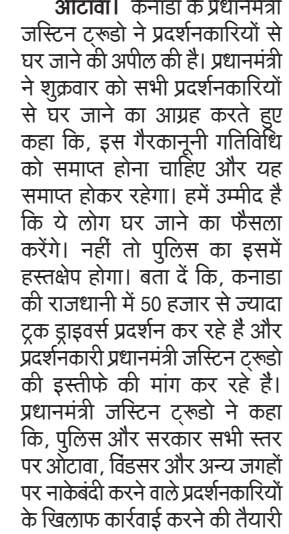 ओटावा। कनाडा के प्रधानमंत्री
जस्टिन ट्रूडो ने प्रदर्शनकारियों से
घर जाने की अपील की है। प्रधानमंत्री
ने शुक्रवार को सभी प्रदर्शनकारियों
से घर जाने का आग्रह करते हुए
कहा कि, इस गैरकानूनी गतिविधि
को समाप्त होना चाहिए और यह
समाप्त होकर रहेगा। हमें उम्मीद है
कि ये लोग घर जाने का फैसला
करेंगे। नहीं तो पुलिस का इसमें
हस्तक्षेप होगा। बता दें कि, कनाडा
की राजधानी में 50 हजार से ज्यादा
ट्रक ड्राइवर्स प्रदर्शन कर रहे है और
प्रदर्शनकारी प्रधानमंत्री जस्टिन ट्रूडो
की इस्तीफे की मांग कर रहे है।
प्रधानमंत्री जस्टिन ट्रूडो ने कहा
कि, पुलिस और सरकार सभी स्तर
पर ओटावा, विंडसर और अन्य जगहों
पर नाकेबंदी करने वाले प्रदर्शनकारियों
के खिलाफ कार्रवाई करने की तैयारी